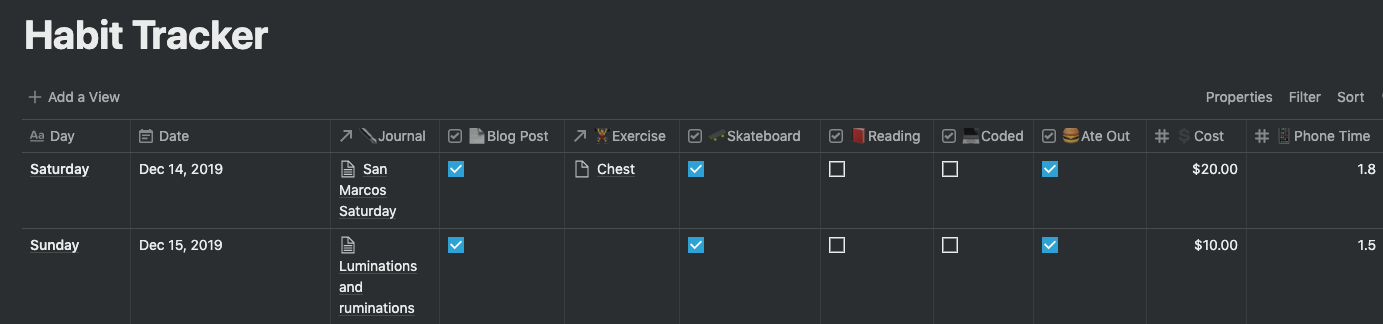 Habit Tracker
+ Add a View Properties Filter Sort
Aa Day Date Journal Blog Post Exercise Skateboard Reading Coded Ate Out # Cost # Phone Time
Saturday Dec 14, 2019 San Chest $20.00 1.8
Marcos
Saturday
Sunday Dec 15, 2019 $10.00 1.5
Luminations
and
ruminations